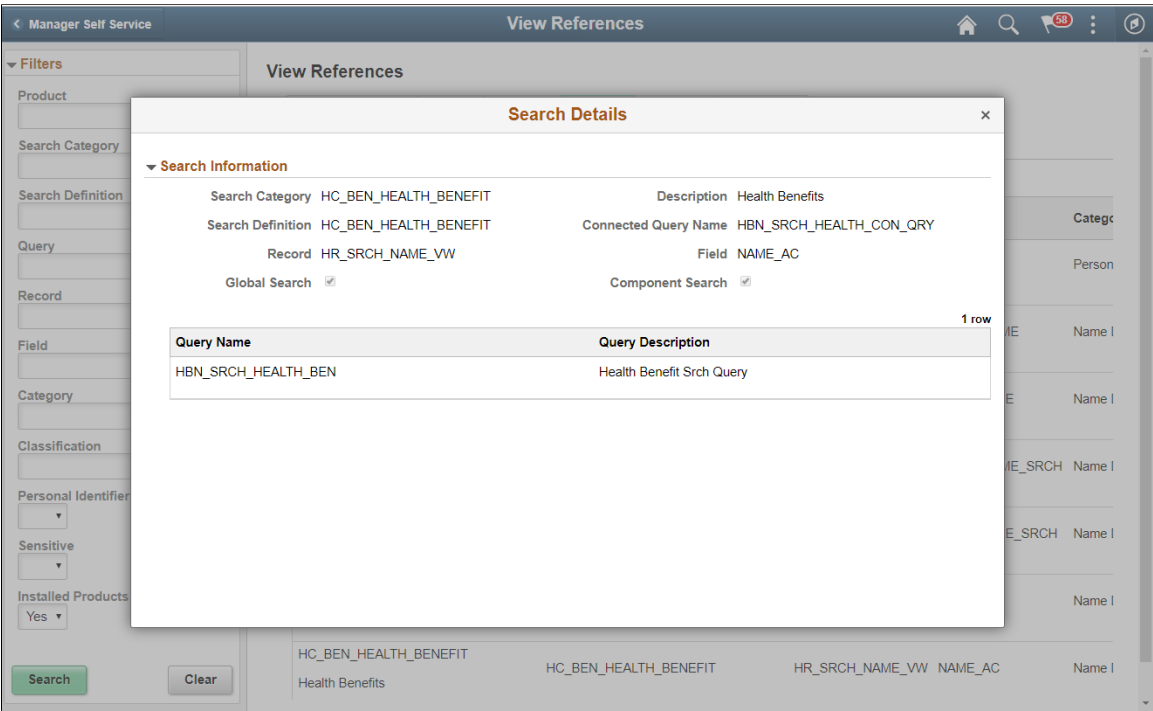 Manager Self Service
View References
58
Filters
View References
Product
Search Category
Search Definition
Query
Record
Field
Category
Classification
Personal Identifier
Sensitive
Installed Products
Yes
Search
Clear
Search Details
×
Search Information
Search Category HC_BEN_HEALTH_BENEFIT Description Health Benefits
Search Definition HC_BEN_HEALTH_BENEFIT Connected Query Name HBN_SRCH_HEALTH_CON_QRY
Record HR_SRCH_NAME_VW Field NAME_AC
Global Search Component Search
1 row
Query Name Query Description
HBN_SRCH_HEALTH_BEN Health Benefit Srch Query
Person
Name
Name
E_SRCH Name
E_SRCH Name
Name
HC_BEN_HEALTH_BENEFIT
HC_BEN_HEALTH_BENEFIT HR_SRCH_NAME_VW NAME_AC Name
Health Benefits